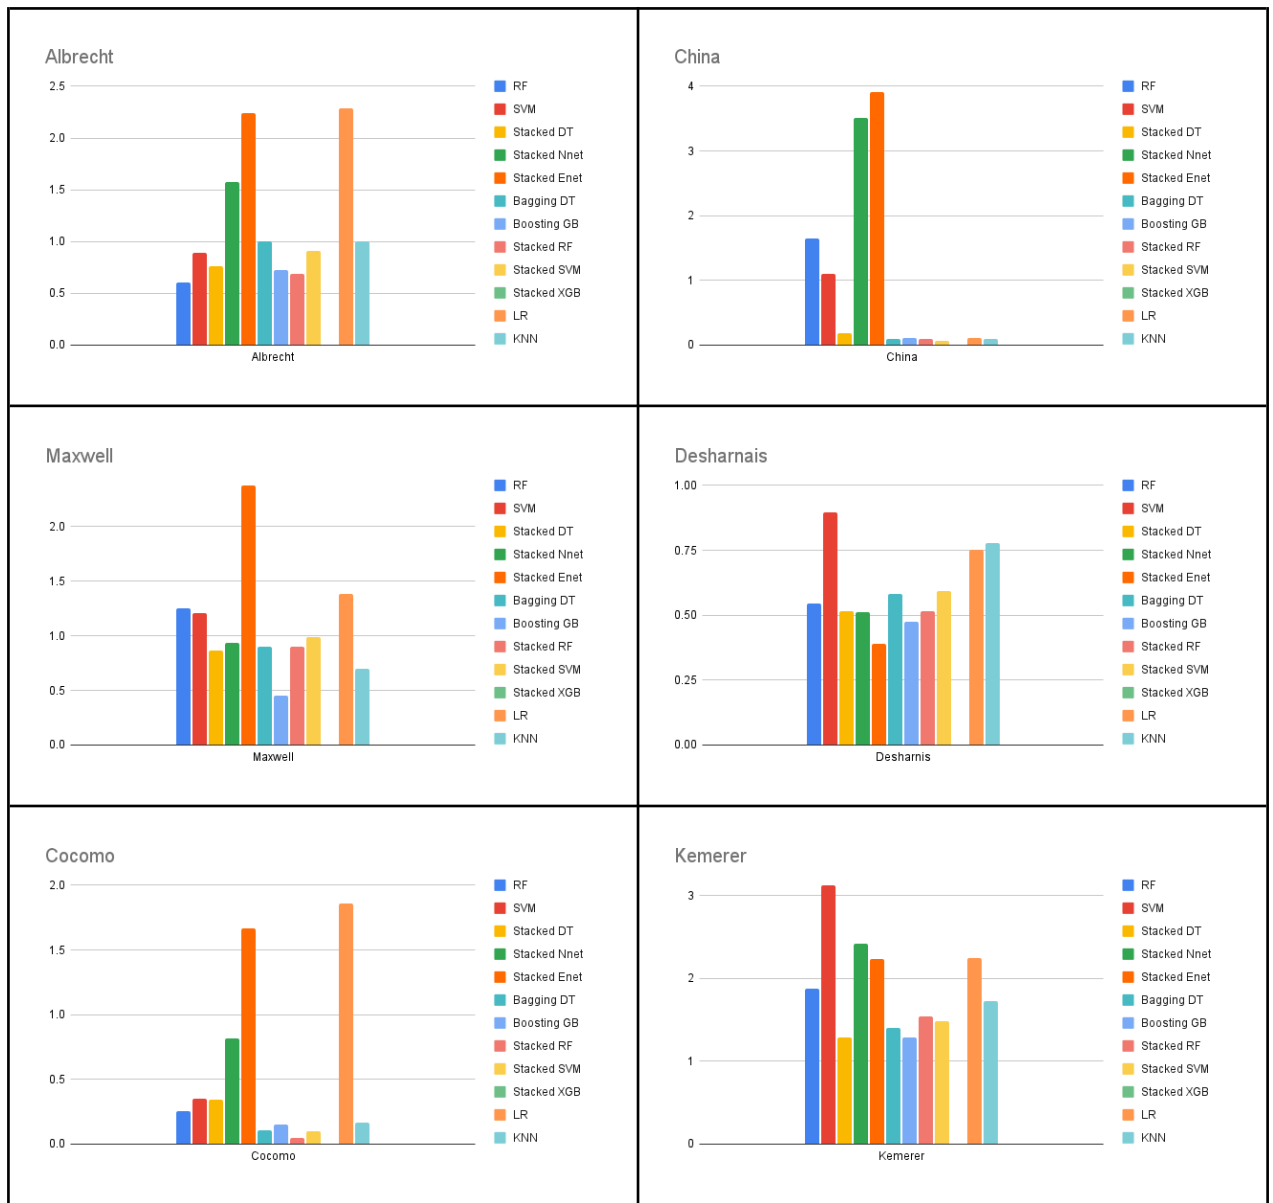 Albrecht
2.5
2.0
1.5
1.0
0.5
0.0
Albrecht
RF
SVM
Stacked DT
Stacked Nnet
Stacked Enet
Bagging DT
Boosting GB
Stacked RF
Stacked SVM
Stacked XGB
LR
KNN
China
4
3
2
1
0
China
RF
SVM
Stacked DT
Stacked Nnet
Stacked Enet
Bagging DT
Boosting GB
Stacked RF
Stacked SVM
Stacked XGB
LR
KNN
Maxwell
2.0
1.5
1.0
0.5
0.0
Maxwell
RF
SVM
Stacked DT
Stacked Nnet
Stacked Enet
Bagging DT
Boosting GB
Stacked RF
Stacked SVM
Stacked XGB
LR
KNN
Desharnais
1.00
0.75
0.50
0.25
0.00
Desharnis
RF
SVM
Stacked DT
Stacked Nnet
Stacked Enet
Bagging DT
Boosting GB
Stacked RF
Stacked SVM
Stacked XGB
LR
KNN
Cocomo
2.0
1.5
1.0
0.5
0.0
Cocomo
RF
SVM
Stacked DT
Stacked Nnet
Stacked Enet
Bagging DT
Boosting GB
Stacked RF
Stacked SVM
Stacked XGB
LR
KNN
Kemerer
3
2
1
0
Kemerer
RF
SVM
Stacked DT
Stacked Nnet
Stacked Enet
Bagging DT
Boosting GB
Stacked RF
Stacked SVM
Stacked XGB
LR
KNN